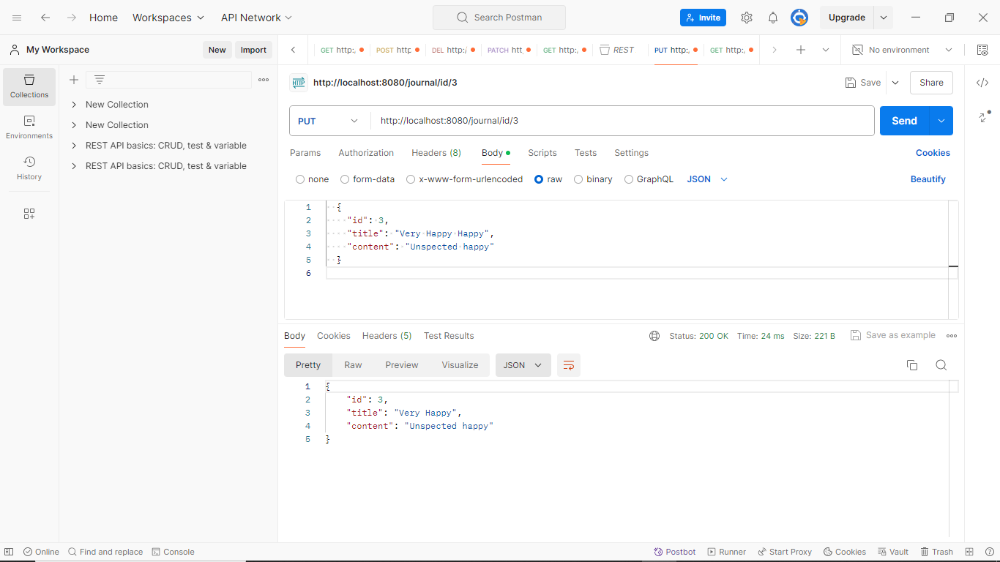 Home Workspaces API Network Search Postman Invite Upgrade
My Workspace New Import GET http:, POST http DEL http:/ PATCH htt, GET http:, REST PUT http:, GET http:, No environment
HTTP http://localhost:8080/journal/id/3 Save Share
Collections
Environments
History
New Collection
New Collection
REST API basics: CRUD, test & variable
REST API basics: CRUD, test & variable
PUT http://localhost:8080/journal/id/3 Send
Params Authorization Headers (8) Body Scripts Tests Settings Cookies
none form-data x-www-form-urlencoded raw binary GraphQL JSON Beautify
1 {
2 "id": 3,
3 "title": "Very Happy Happy",
4 "content": "Unspected happy"
5 }
6
Body Cookies Headers (5) Test Results Status: 200 OK Time: 24 ms Size: 221 B Save as example
Pretty Raw Preview Visualize JSON
1 {
2 "id": 3,
3 "title": "Very Happy",
4 "content": "Unspected happy"
5 }
Online Find and replace Console Postbot Runner Start Proxy Cookies Vault Trash